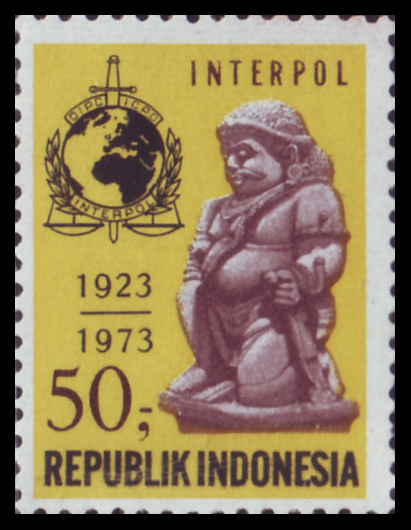 INTERPOL
OIPC ICPO
INTERPOL
1923
1973
50,-
REPUBLIK INDONESIA